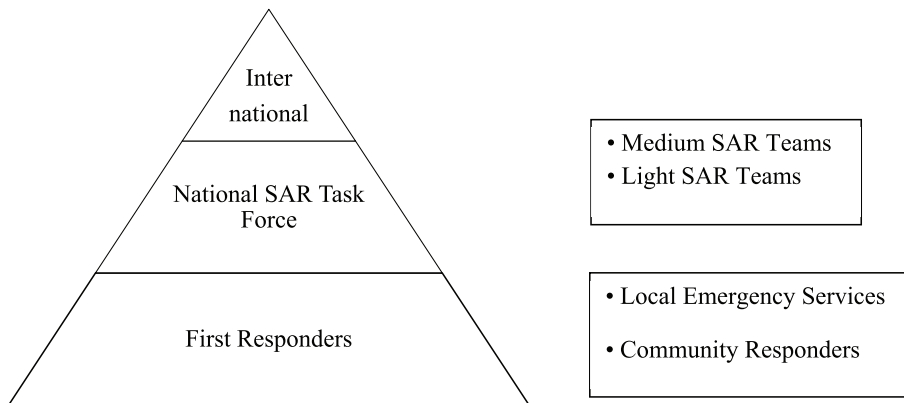 Inter
national
National SAR Task
Force
First Responders
• Medium SAR Teams
• Light SAR Teams
• Local Emergency Services
• Community Responders